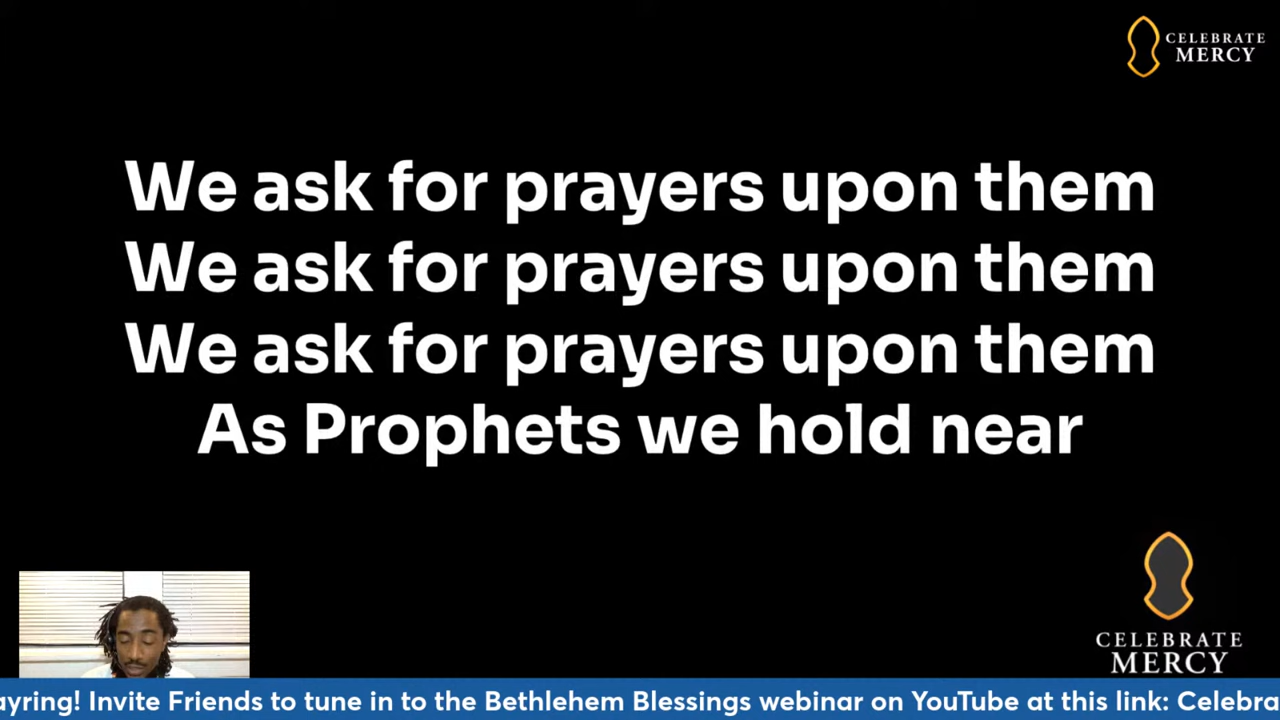 CELEBRATE
MERCY
We ask for prayers upon them
We ask for prayers upon them
We ask for prayers upon them
As Prophets we hold near
CELEBRATE
MERCY
ayring! Invite Friends to tune in to the Bethlehem Blessings webinar on YouTube at this link: Celebra